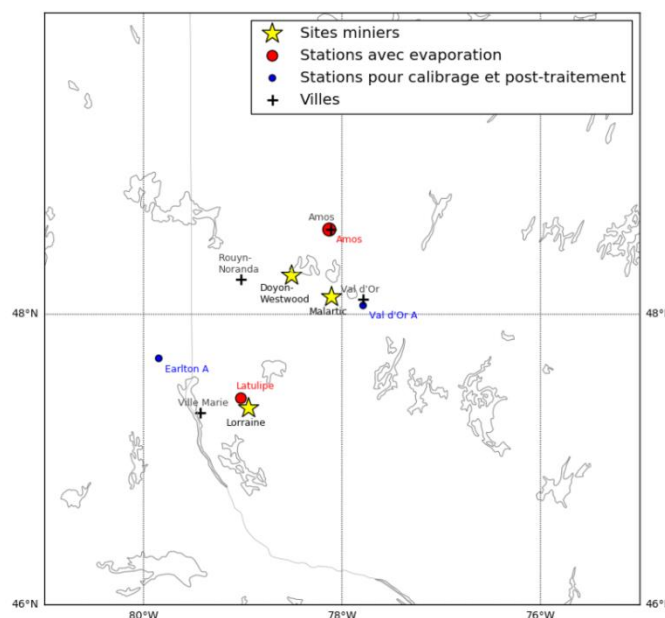 Sites miniers
Stations avec evaporation
Stations pour calibrage et post-traitement
Villes
Amos
Amos
Rouyn-
Noranda
Doyon-
Westwood
Val d'Or
Malartic
Val d'Or A
48°N
48°N
Earlton A
Latulipe
Ville Marie
Lorraine
46°N
46°N
80°W
78°W
76°W